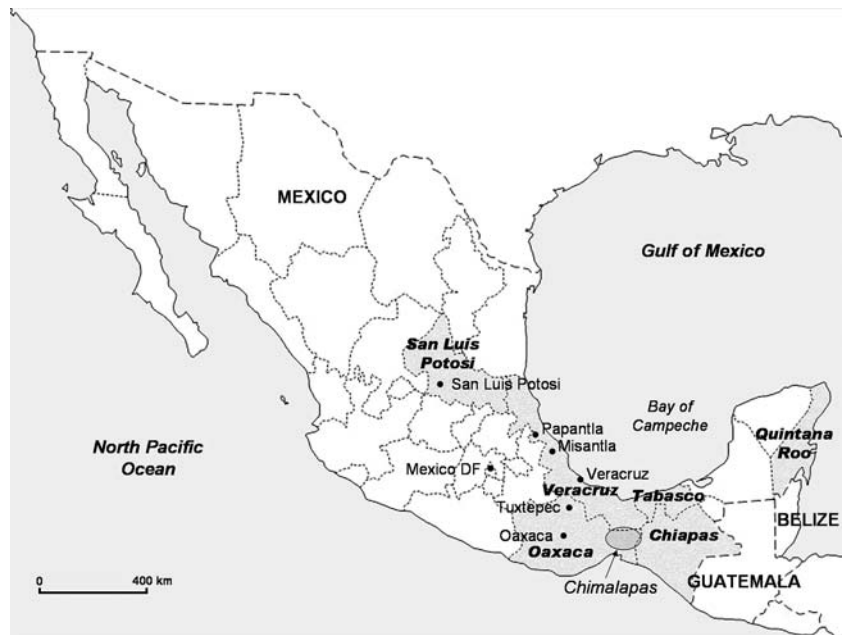 MEXICO
Gulf of Mexico
San Luis
Potosi
San Luis Potosi
Bay of
Campeche
Papantla
Misantla
Quintana
Roo
North Pacific
Ocean
Mexico DF
Veracruz
Veracruz
Tabasco
Tuxtepec
BELIZE
Oaxaca
Oaxaca
Chiapas
Chimalapas
GUATEMALA
0
400 km